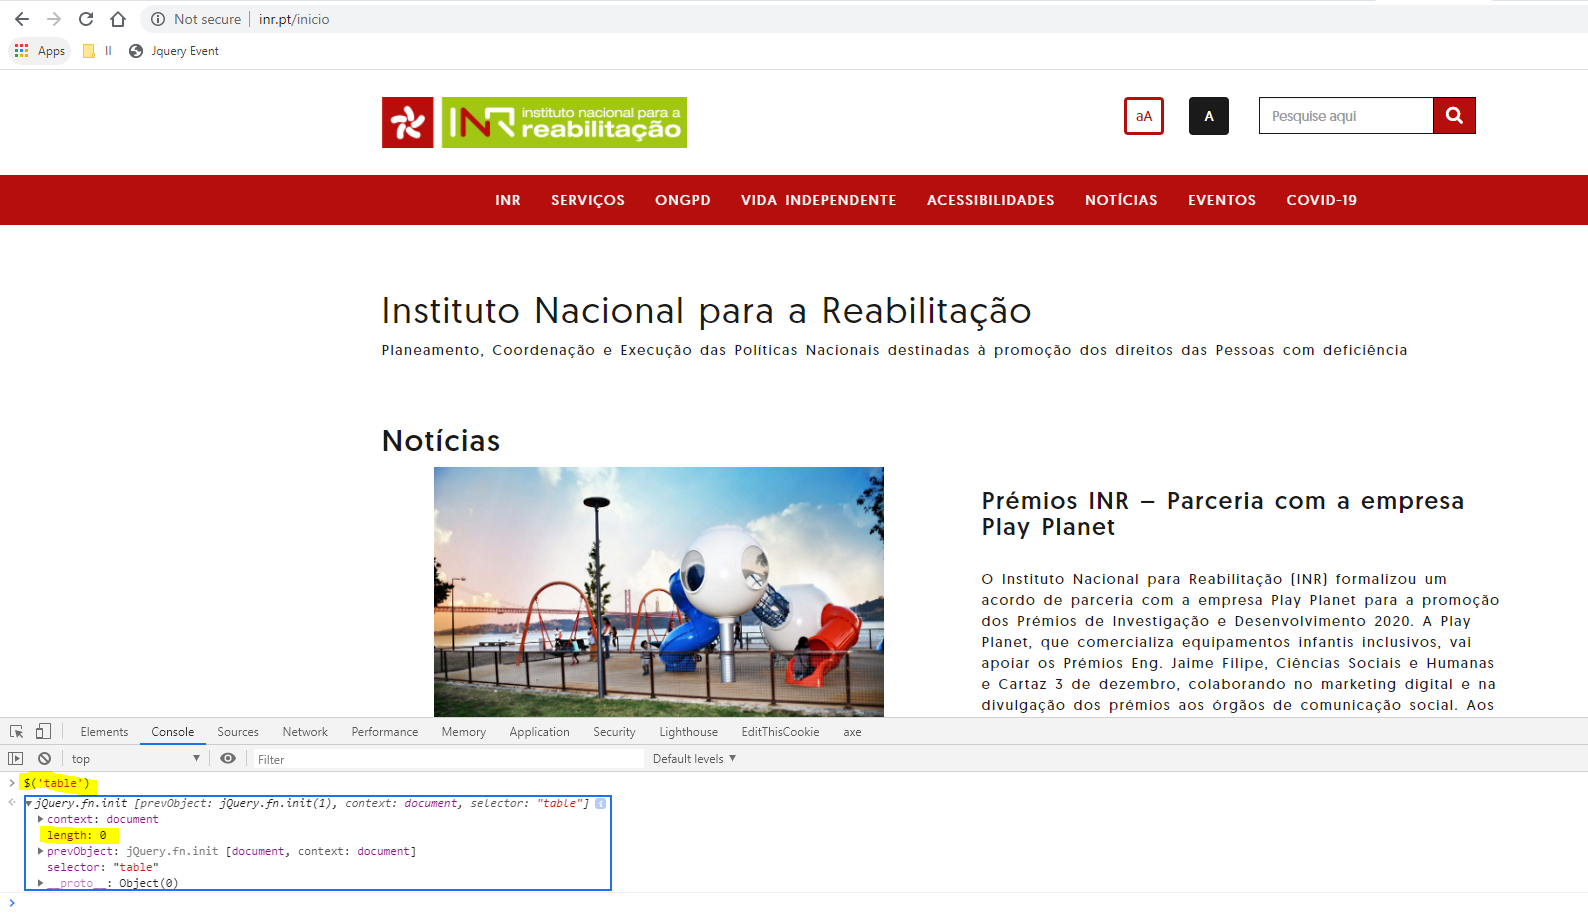 Not secure | inr.pt/inicio
Apps
II
Jquery Event
INR instituto nacional para a
reabilitação
aA
A
Pesquise aqui
INR SERVIÇOS ONGPD VIDA INDEPENDENTE ACESSIBILIDADES NOTÍCIAS EVENTOS COVID-19
Instituto Nacional para a Reabilitação
Planeamento, Coordenação e Execução das Políticas Nacionais destinadas à promoção dos direitos das Pessoas com deficiência
Notícias
Prémios INR – Parceria com a empresa
Play Planet
O Instituto Nacional para Reabilitação (INR) formalizou um
acordo de parceria com a empresa Play Planet para a promoção
dos Prémios de Investigação e Desenvolvimento 2020. A Play
Planet, que comercializa equipamentos infantis inclusivos, vai
apoiar os Prémios Eng. Jaime Filipe, Ciências Sociais e Humanas
e Cartaz 3 de dezembro, colaborando no marketing digital e na
divulgação dos prémios aos órgãos de comunicação social. Aos
Elements Console Sources Network Performance Memory Application Security Lighthouse EditThisCookie axe
top Filter Default levels ▼
> $('table')
jQuery.fn.init [prevObject: jQuery.fn.init(1), context: document, selector: "table"] i
context: document
length: 0
prevObject: jQuery.fn.init [document, context: document]
selector: "table"
__proto__: Object(0)
>